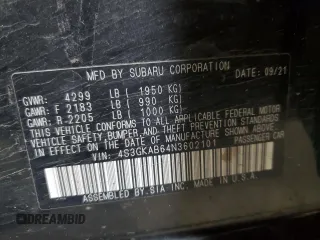 MFD BY SUBARU CORPORATION DATE: 09/21
GVWR: 4299 LB ( 1950 KG)
GAWR: F 2183 LB ( 990 KG)
GAWR: R 2205 LB ( 1000 KG)
THIS VEHICLE CONFORMS TO ALL APPLICABLE FEDERAL MOTOR
VEHICLE SAFETY, BUMPER AND THEFT PREVENTION
STANDARDS IN EFFECT ON THE DATE OF MANUFACTURE SHOWN ABOVE.
VIN: 4S3GKAB64N3602101 PASSENGER CAR
ASSEMBLED BY SIA INC. MADE IN U.S.A.
© DREAMBID